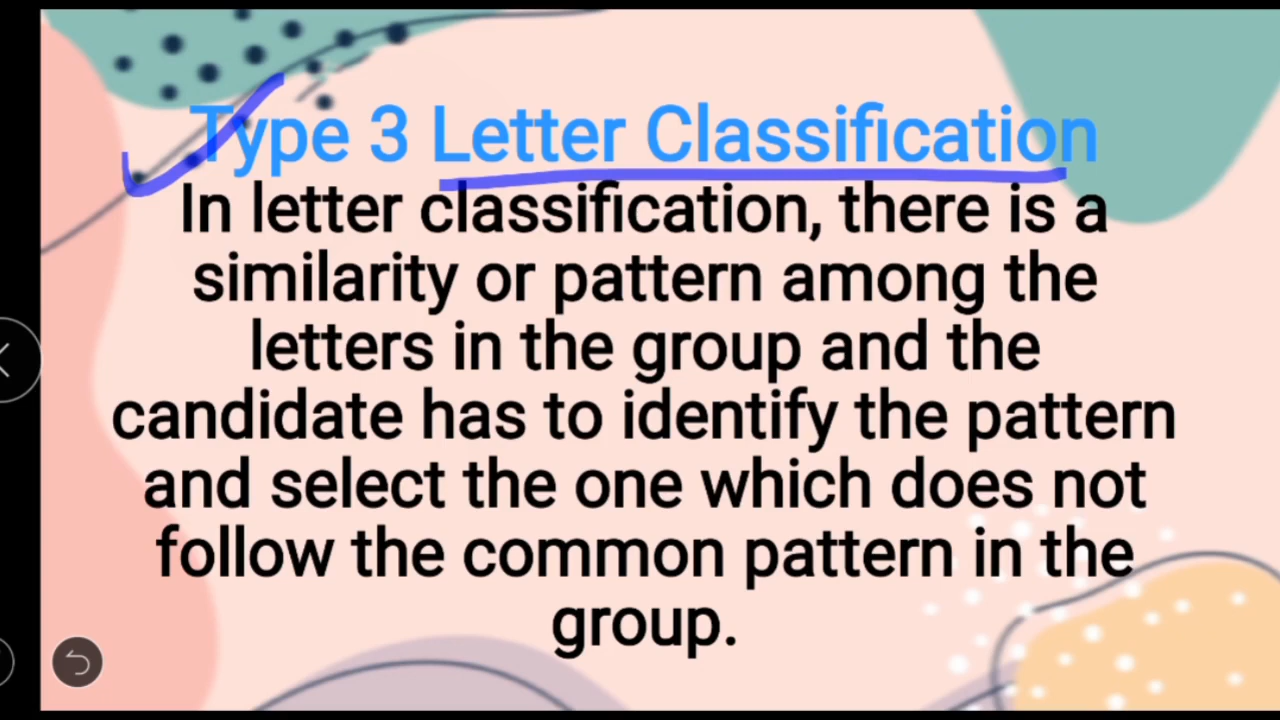 Type 3 Letter Classification
In letter classification, there is a
similarity or pattern among the
letters in the group and the
candidate has to identify the pattern
and select the one which does not
follow the common pattern in the
group.